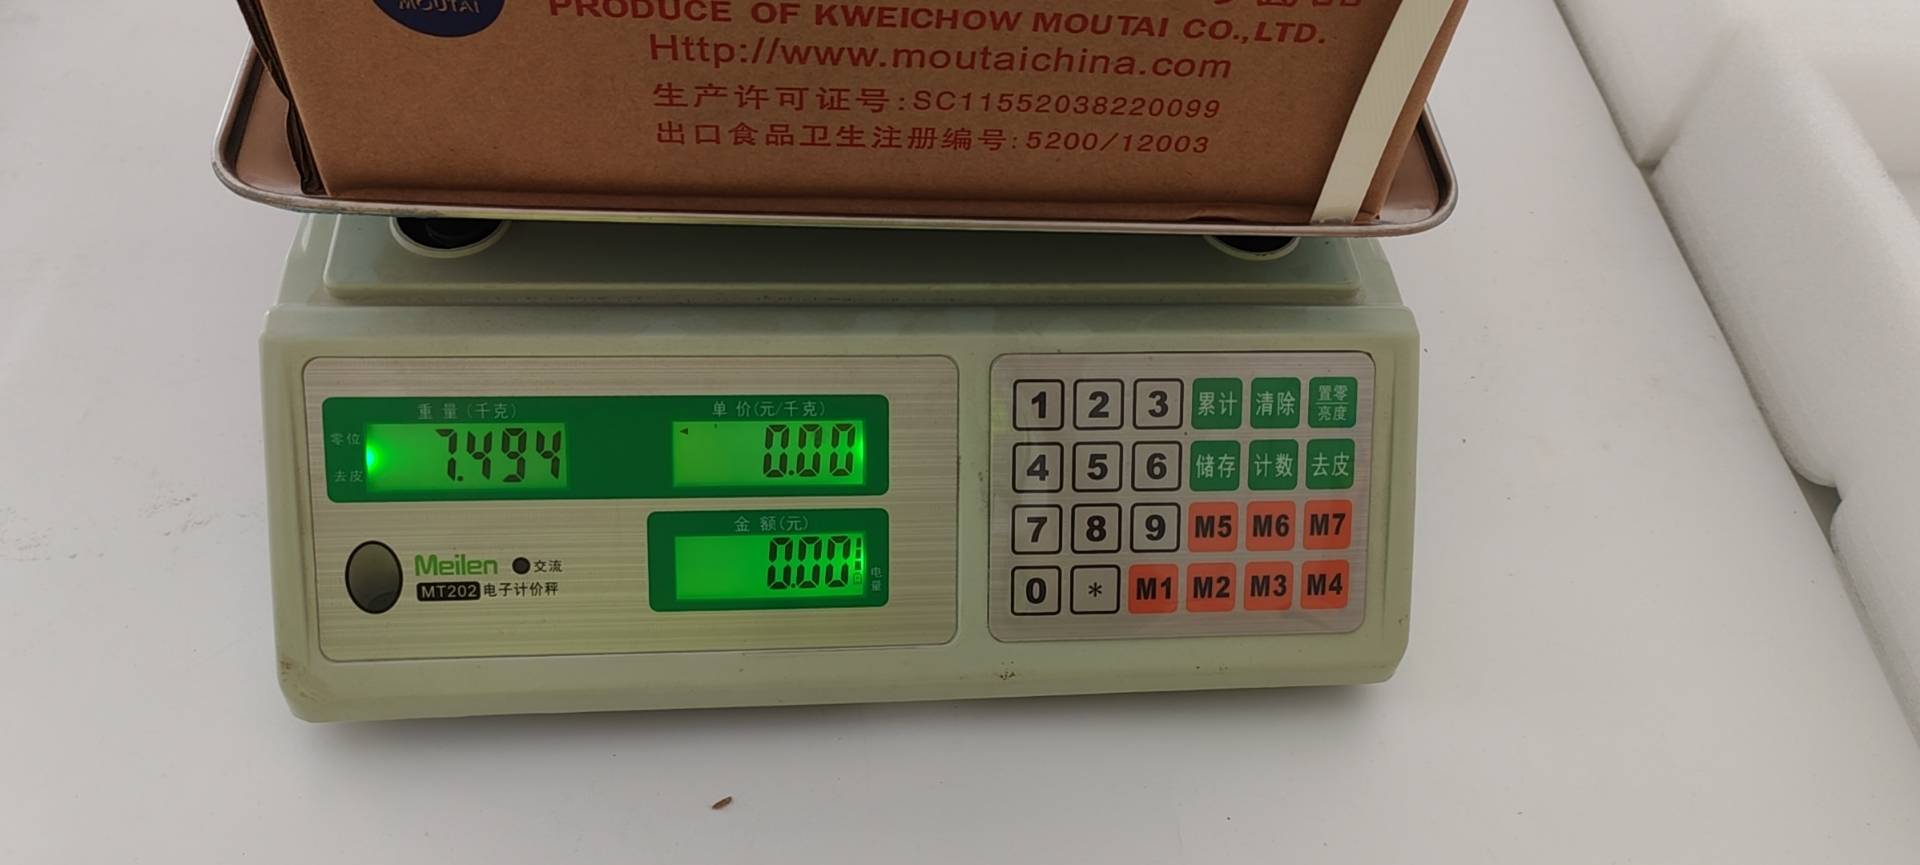 MOUTAI
PRODUCE OF KWEICHOW MOUTAI CO.,LTD.
Http://www.moutaichina.com
生产许可证号:SC11552038220099
出口食品卫生注册编号:5200/12003
重量(千克)
单价(元/千克)
零位
去皮
7.494
0.00
金额(元)
0.00
电量
Meilen
交流
MT202 电子计价秤
1 2 3 累计 清除 置零 亮度
4 5 6 储存 计数 去皮
7 8 9 M5 M6 M7
0 * M1 M2 M3 M4